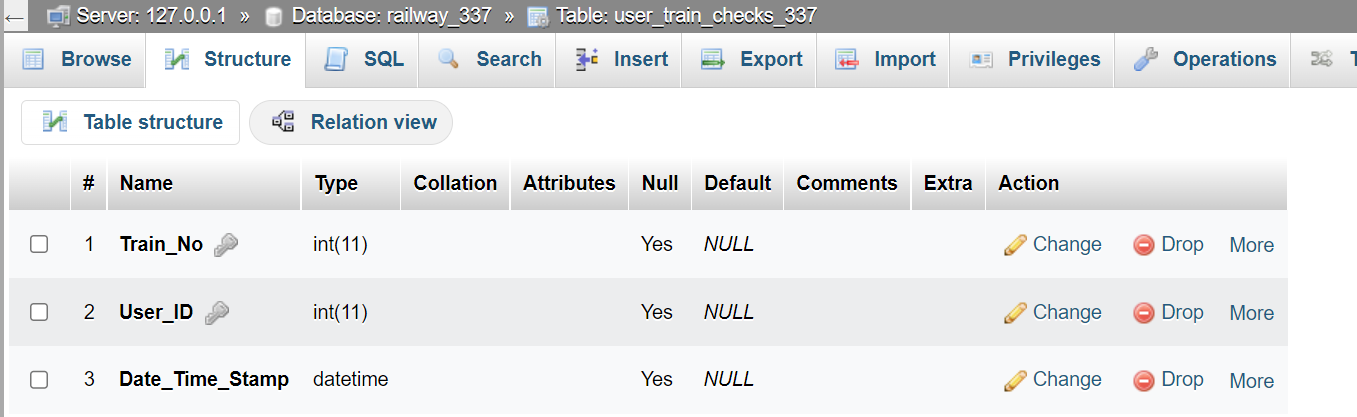 Server: 127.0.0.1 » Database: railway_337 » Table: user_train_checks_337
Browse Structure SQL Search Insert Export Import Privileges Operations
Table structure Relation view
# Name Type Collation Attributes Null Default Comments Extra Action
1 Train_No int(11) Yes NULL Change Drop More
2 User_ID int(11) Yes NULL Change Drop More
3 Date_Time_Stamp datetime Yes NULL Change Drop More